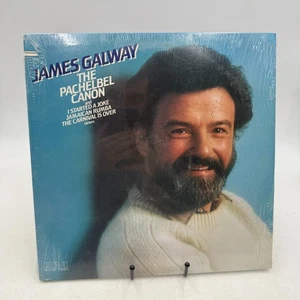 JAMES GALWAY
THE
PACHELBEL
CANON
I STARTED A JOKE
JAMAICAN RUMBA
THE CARNIVAL IS OVER